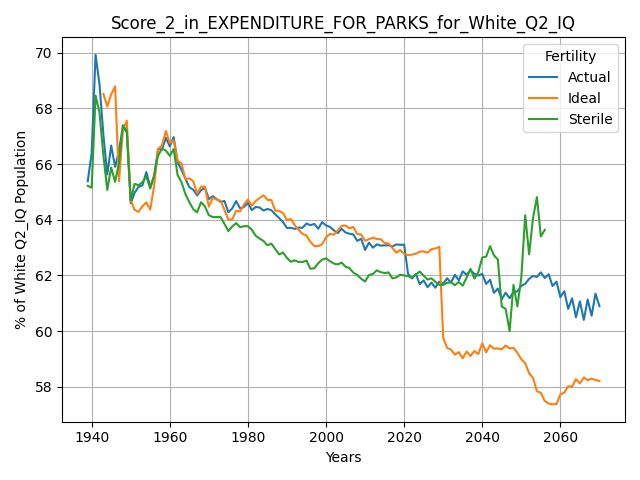 Score_2_in_EXPENDITURE_FOR_PARKS_for_White_Q2_IQ
Fertility
Actual
Ideal
Sterile
% of White Q2_IQ Population
70
68
66
64
62
60
58
1940 1960 1980 2000 2020 2040 2060
Years